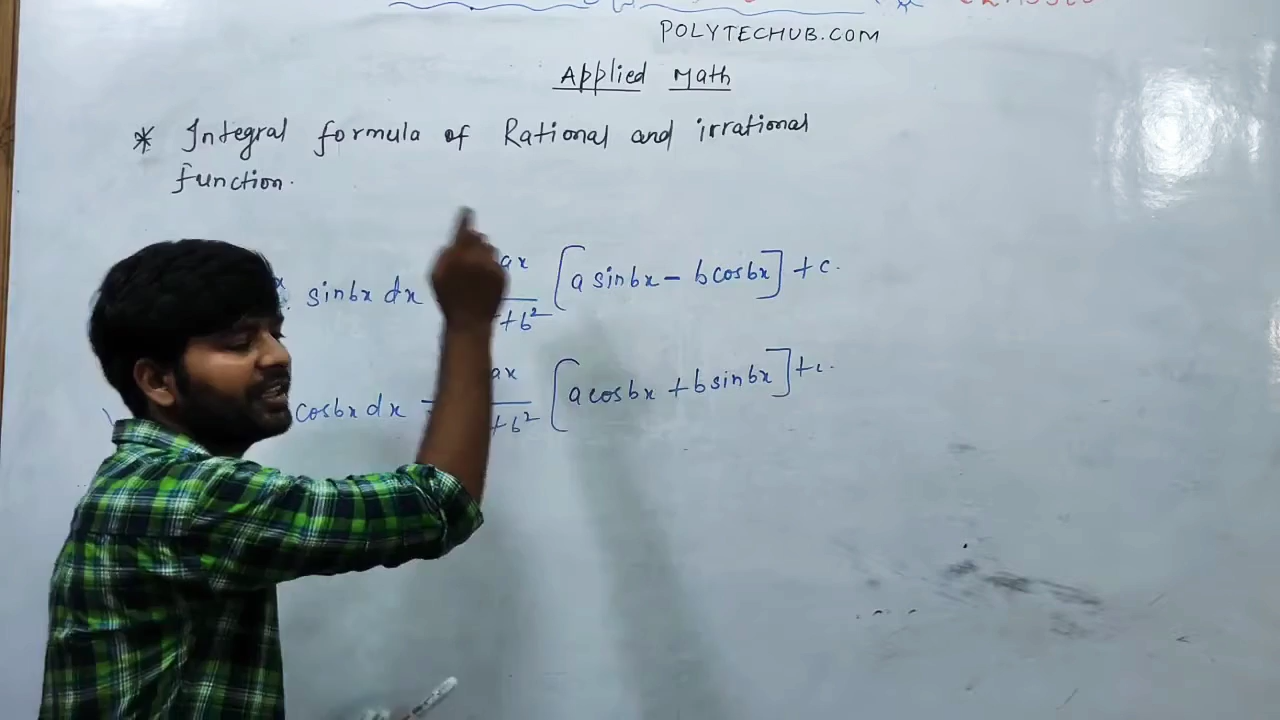 POLYTECHUB.COM
Applied Math
* Integral formula of Rational and irrational
function.
sinbx dx ax/+b² [a sinbx - b cosbx] + c.
cosbx dx = ax/+b² [a cosbx + b sinbx] + c.